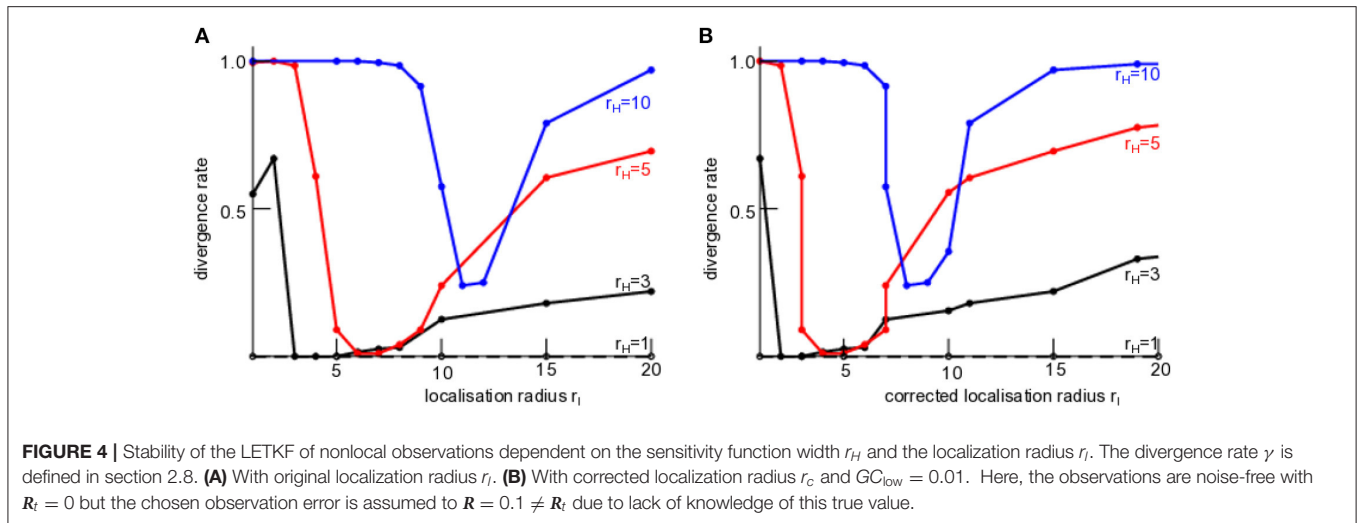 A
B
divergence rate
1.0
0.5
r_H=10
r_H=5
r_H=3
r_H=1
5 10 15 20
localisation radius r_l
divergence rate
1.0
0.5
r_H=10
r_H=5
r_H=3
r_H=1
5 10 15 20
corrected localisation radius r_l
FIGURE 4 | Stability of the LETKF of nonlocal observations dependent on the sensitivity function width r_H and the localization radius r_l. The divergence rate γ is
defined in section 2.8. (A) With original localization radius r_l. (B) With corrected localization radius r_c and GC_low = 0.01. Here, the observations are noise-free with
R_t = 0 but the chosen observation error is assumed to R = 0.1 ≠ R_t due to lack of knowledge of this true value.